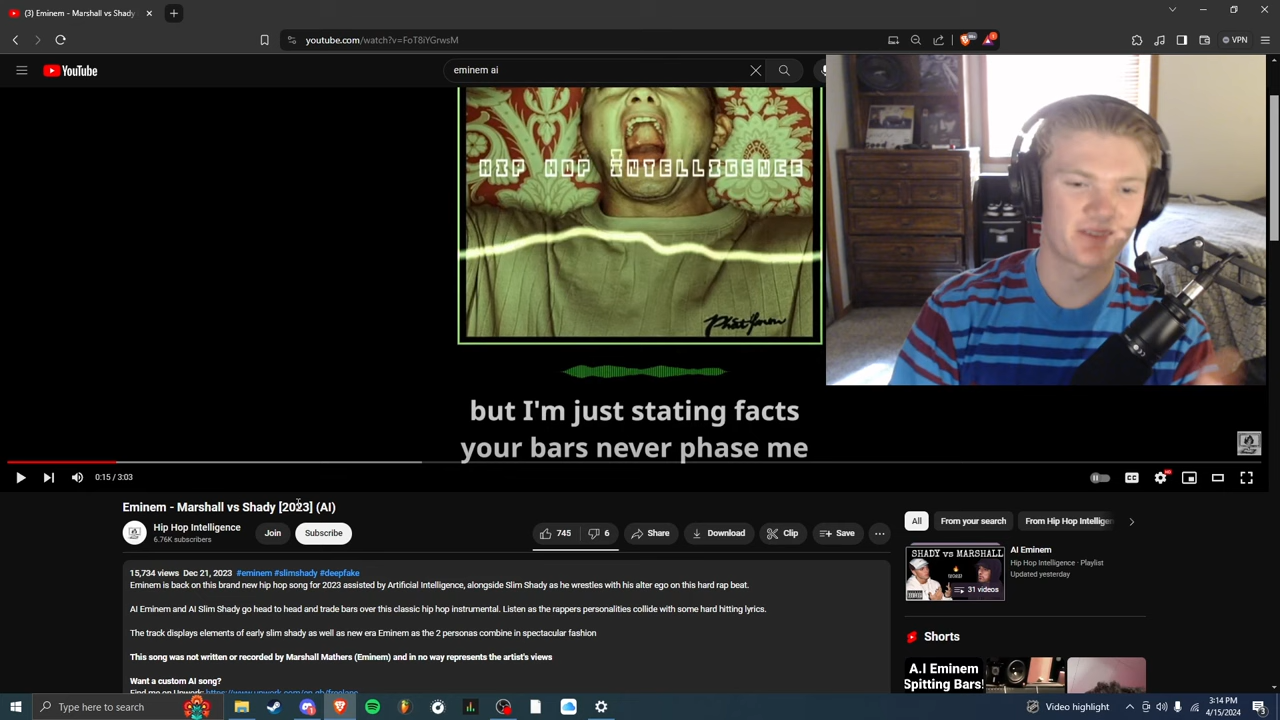 (3) Eminem - Marshall vs Shady
youtube.com/watch?v=FoT8iYGrwsM
VPN
YouTube
eminem ai
HIP HOP INTELLIGENCE
but I'm just stating facts
your bars never phase me
0:15 / 3:03
Eminem - Marshall vs Shady [2023] (AI)
Hip Hop Intelligence
6.76K subscribers
Join
Subscribe
745
6
Share
Download
Clip
Save
All
From your search
From Hip Hop Intelligen
15,734 views Dec 21, 2023 #eminem #slimshady #deepfake
Eminem is back on this brand new hip hop song for 2023 assisted by Artificial Intelligence, alongside Slim Shady as he wrestles with his alter ego on this hard rap beat.
AI Eminem and AI Slim Shady go head to head and trade bars over this classic hip hop instrumental. Listen as the rappers personalities collide with some hard hitting lyrics.
The track displays elements of early slim shady as well as new era Eminem as the 2 personas combine in spectacular fashion
This song was not written or recorded by Marshall Mathers (Eminem) and in no way represents the artist's views
Want a custom AI song?
Find me on Upwork:
SHADY vs MARSHALL
31 videos
AI Eminem
Hip Hop Intelligence · Playlist
Updated yesterday
Shorts
A.I Eminem
Spitting Bars!
Type here to search
Video highlight
3:14 PM
4/15/2024